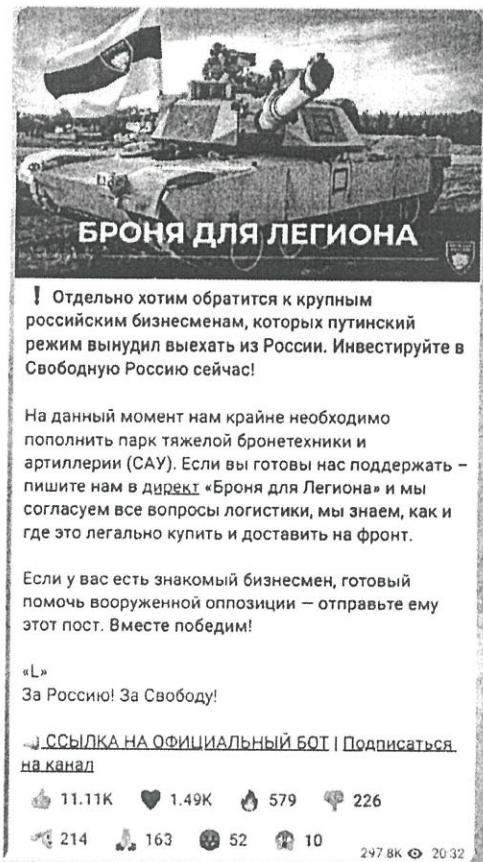 БРОНЯ ДЛЯ ЛЕГИОНА
! Отдельно хотим обратится к крупным
российским бизнесменам, которых путинский
режим вынудил выехать из России. Инвестируйте в
Свободную Россию сейчас!
На данный момент нам крайне необходимо
пополнить парк тяжелой бронетехники и
артиллерии (САУ). Если вы готовы нас поддержать –
пишите нам в директ «Броня для Легиона» и мы
согласуем все вопросы логистики, мы знаем, как и
где это легально купить и доставить на фронт.
Если у вас есть знакомый бизнесмен, готовый
помочь вооруженной оппозиции — отправьте ему
этот пост. Вместе победим!
«L»
За Россию! За Свободу!
ССЫЛКА НА ОФИЦИАЛЬНЫЙ БОТ | Подписаться
на канал
11.11K 1.49K 579 226
214 163 52 10
297.8K 20:32